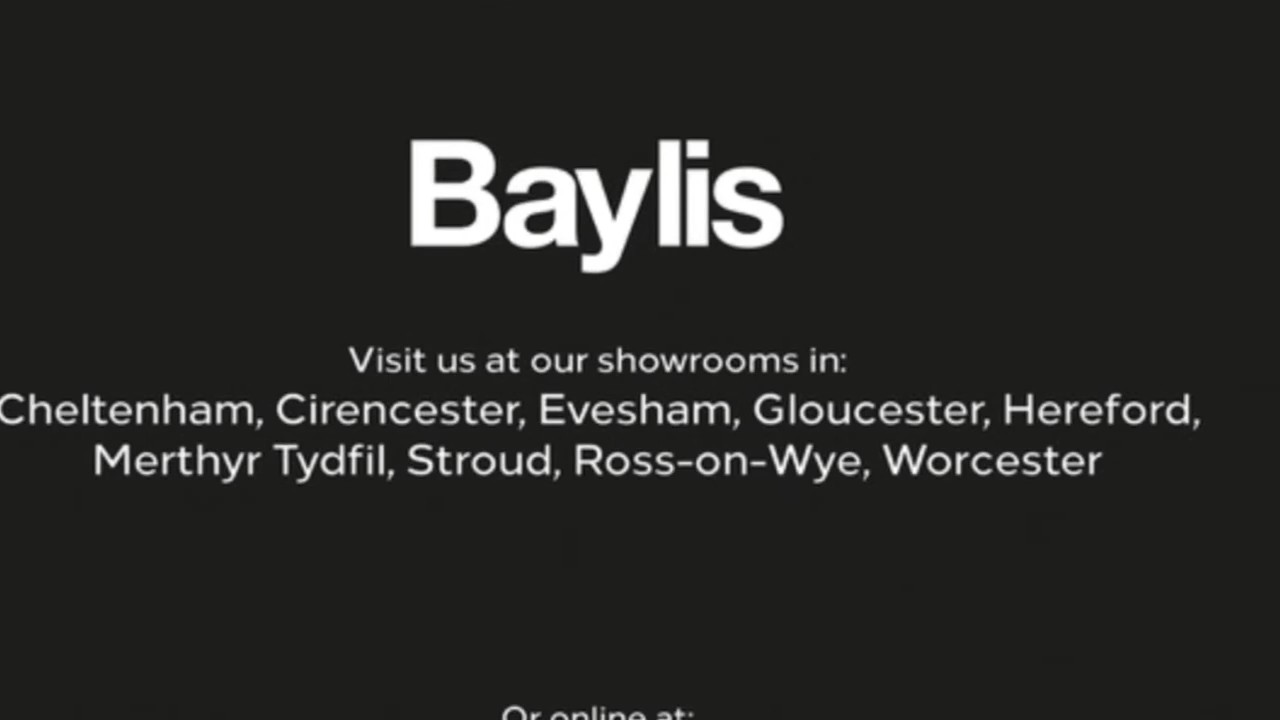 Baylis
Visit us at our showrooms in:
Cheltenham, Cirencester, Evesham, Gloucester, Hereford,
Merthyr Tydfil, Stroud, Ross-on-Wye, Worcester
Or online at: